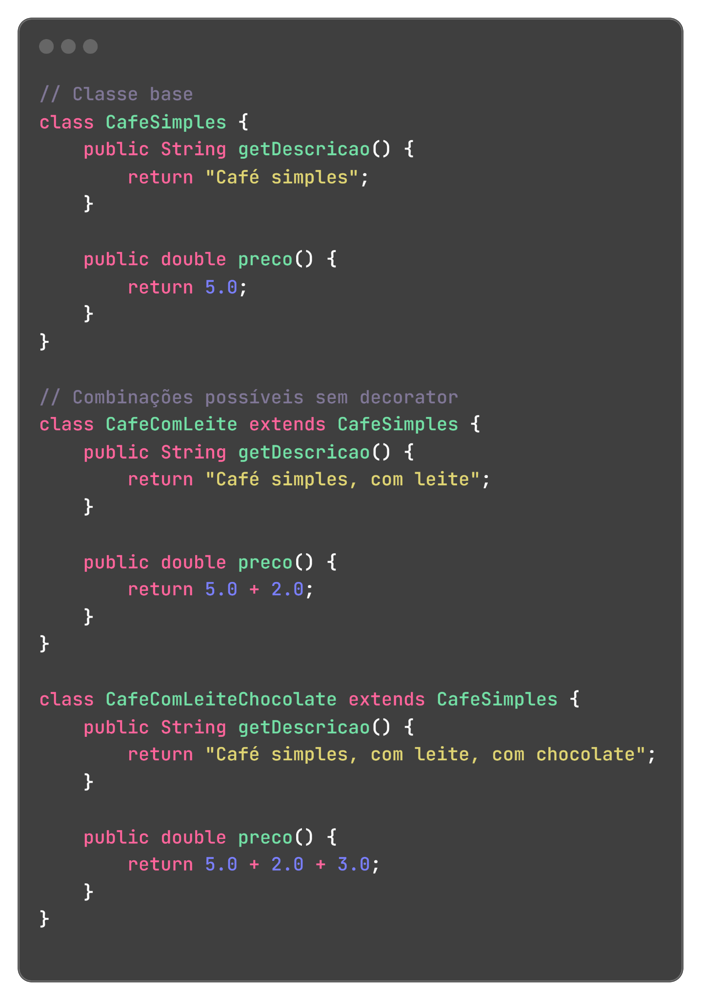 // Classe base
class CafeSimples {
    public String getDescricao() {
        return "Café simples";
    }

    public double preco() {
        return 5.0;
    }
}

// Combinações possíveis sem decorator
class CafeComLeite extends CafeSimples {
    public String getDescricao() {
        return "Café simples, com leite";
    }

    public double preco() {
        return 5.0 + 2.0;
    }
}

class CafeComLeiteChocolate extends CafeSimples {
    public String getDescricao() {
        return "Café simples, com leite, com chocolate";
    }

    public double preco() {
        return 5.0 + 2.0 + 3.0;
    }
}